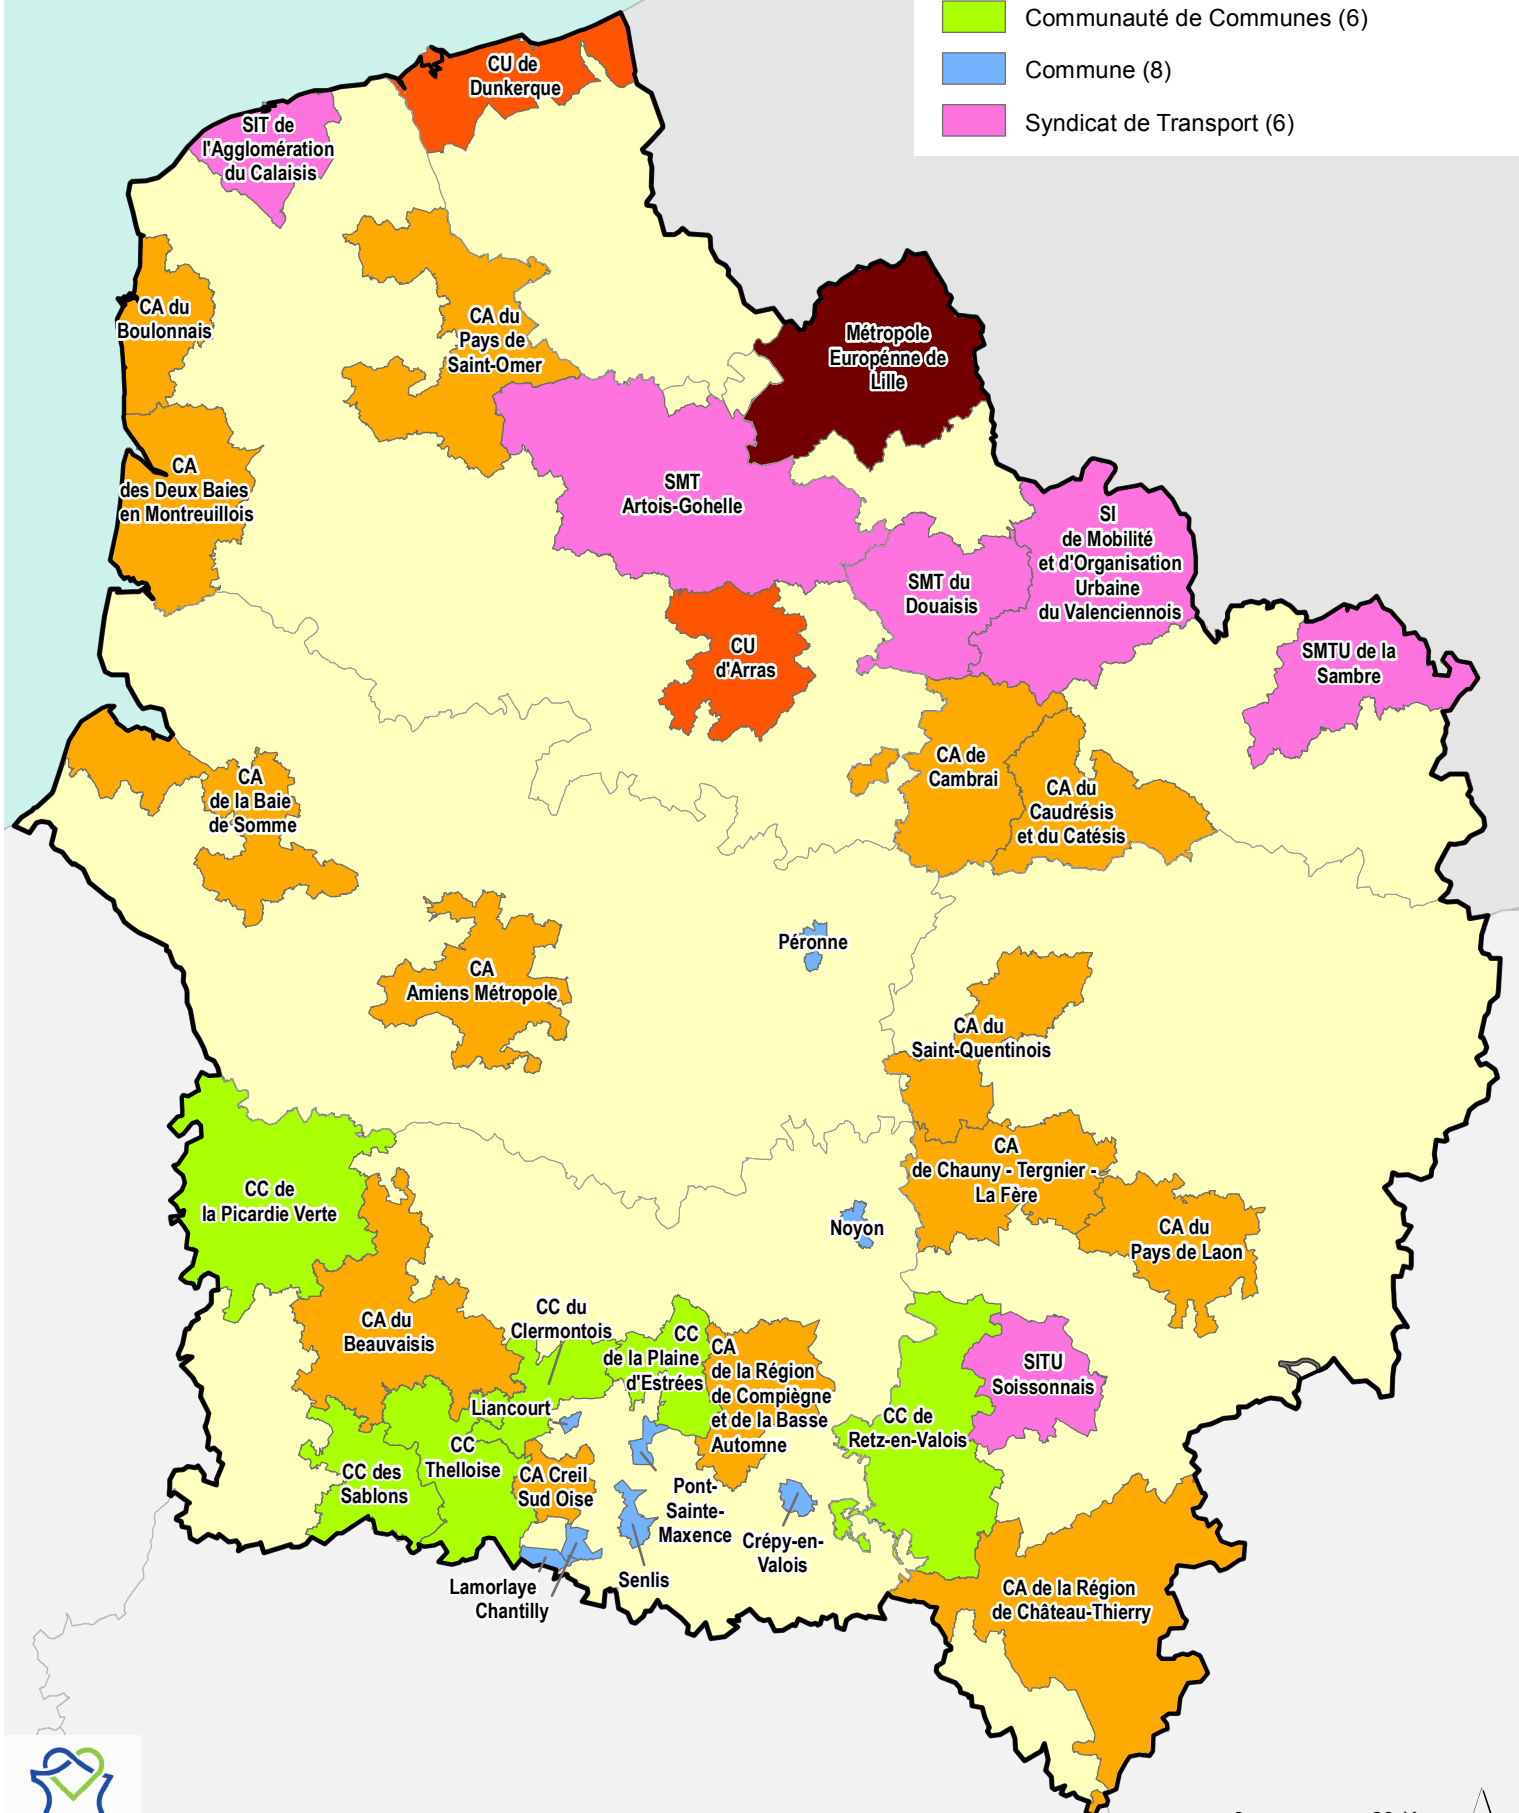 Communauté de Communes (6)
Commune (8)
Syndicat de Transport (6)
CU de
Dunkerque
SIT de
l'Agglomération
du Calaisis
CA du
Boulonnais
CA du
Pays de
Saint-Omer
Métropole
Europénne de
Lille
CA
des Deux Baies
en Montreuillois
SMT
Artois-Gohelle
SI
de Mobilité
et d'Organisation
Urbaine
du Valenciennois
SMT du
Douaisis
CU
d'Arras
SMTU de la
Sambre
CA de
Cambrai
CA du
Caudrésis
et du Catésis
CA
de la Baie
de Somme
Péronne
CA
Amiens Métropole
CA du
Saint-Quentinois
CA
de Chauny - Tergnier -
La Fère
CC de
la Picardie Verte
Noyon
CA du
Pays de Laon
CA du
Beauvaisis
CC du
Clermontois
CC
de la Plaine
d'Estrées
CA
de la Région
de Compiègne
et de la Basse
Automne
SITU
Soissonnais
Liancourt
CC de
Retz-en-Valois
CC des
Sablons
CC
Thelloise
CA Creil
Sud Oise
Pont-
Sainte-
Maxence
Crépy-en-
Valois
Lamorlaye
Chantilly
Senlis
CA de la Région
de Château-Thierry